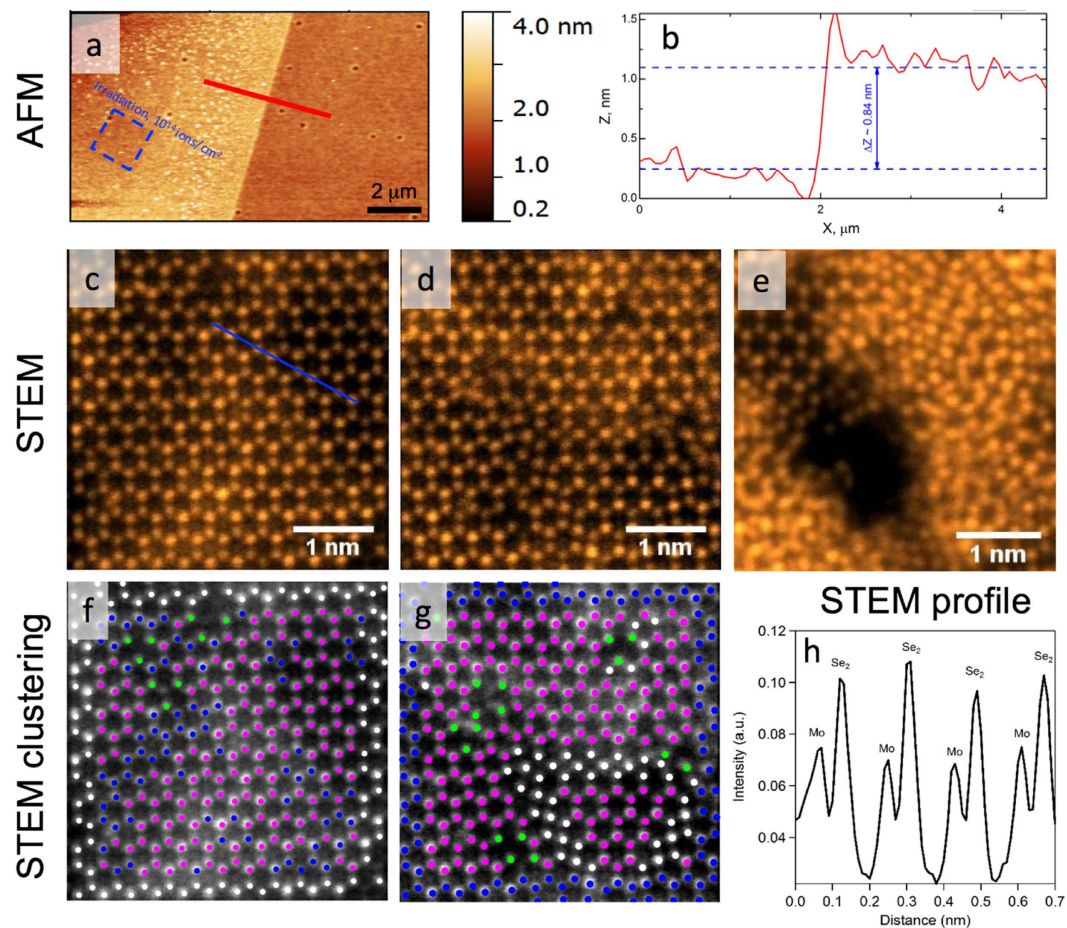 AFM
a
irradiation, 10¹⁴ions/cm²
2 μm
4.0 nm
2.0
1.0
0.2
b
Z, nm
1.5
1.0
0.5
0.0
ΔZ ~ 0.84 nm
0
2
4
X, μm
STEM
c
1 nm
d
1 nm
e
1 nm
STEM clustering
f
g
STEM profile
h
Intensity (a.u.)
0.12
0.10
0.08
0.06
0.04
Mo
Se₂
Mo
Se₂
Mo
Se₂
Mo
Se₂
0.0 0.1 0.2 0.3 0.4 0.5 0.6 0.7
Distance (nm)